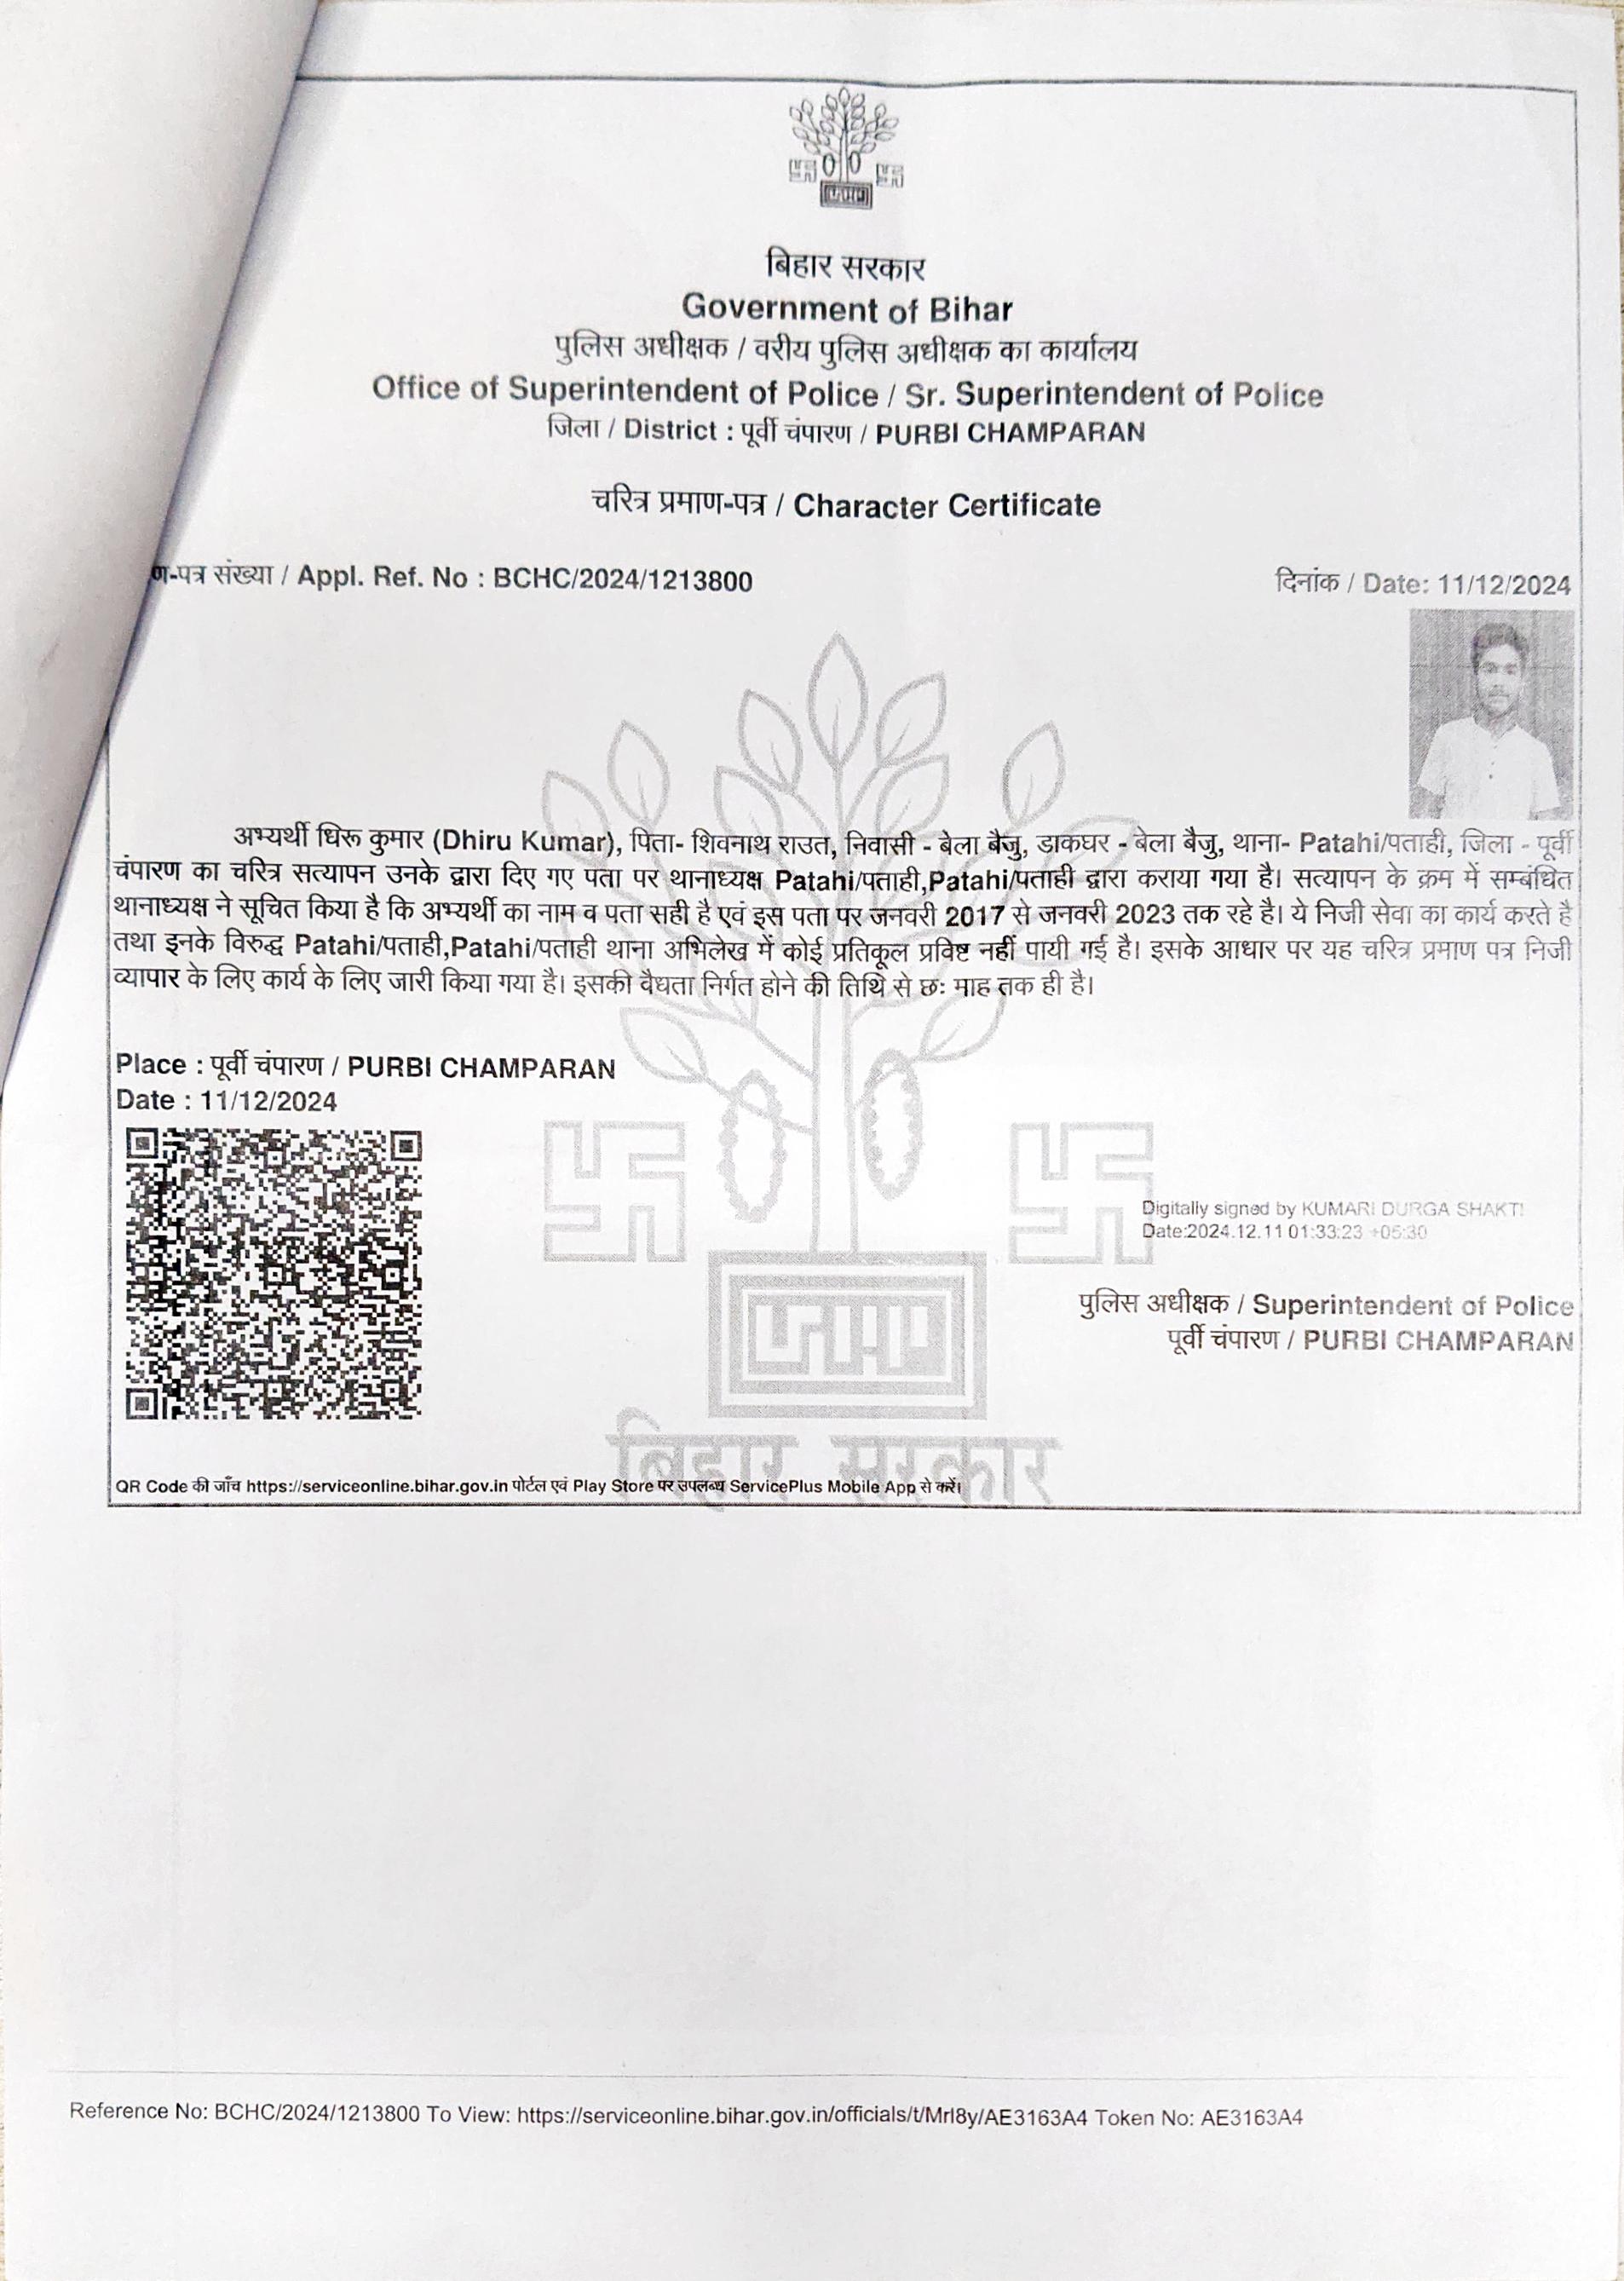 बिहार सरकार
Government of Bihar
पुलिस अधीक्षक / वरीय पुलिस अधीक्षक का कार्यालय
Office of Superintendent of Police / Sr. Superintendent of Police
जिला / District : पूर्वी चंपारण / PURBI CHAMPARAN
चरित्र प्रमाण-पत्र / Character Certificate
ण-पत्र संख्या / Appl. Ref. No : BCHC/2024/1213800
दिनांक / Date: 11/12/2024
अभ्यर्थी धिरू कुमार (Dhiru Kumar), पिता- शिवनाथ राउत, निवासी - बेला बैजु, डाकघर - बेला बैजु, थाना- Patahi/पताही, जिला - पूर्वी
चंपारण का चरित्र सत्यापन उनके द्वारा दिए गए पता पर थानाध्यक्ष Patahi/पताही,Patahi/पताही द्वारा कराया गया है। सत्यापन के क्रम में सम्बंधित
थानाध्यक्ष ने सूचित किया है कि अभ्यर्थी का नाम व पता सही है एवं इस पता पर जनवरी 2017 से जनवरी 2023 तक रहे है। ये निजी सेवा का कार्य करते है
तथा इनके विरुद्ध Patahi/पताही,Patahi/पताही थाना अभिलेख में कोई प्रतिकूल प्रविष्ट नहीं पायी गई है। इसके आधार पर यह चरित्र प्रमाण पत्र निजी
व्यापार के लिए कार्य के लिए जारी किया गया है। इसकी वैधता निर्गत होने की तिथि से छः माह तक ही है।
Place : पूर्वी चंपारण / PURBI CHAMPARAN
Date : 11/12/2024
Digitally signed by KUMARI DURGA SHAKTI
Date:2024.12.11 01:33:23 +05:30
पुलिस अधीक्षक / Superintendent of Police
पूर्वी चंपारण / PURBI CHAMPARAN
बिहार सरकार
QR Code की जाँच https://serviceonline.bihar.gov.in पोर्टल एवं Play Store पर उपलब्ध ServicePlus Mobile App से करें।
Reference No: BCHC/2024/1213800 To View: https://serviceonline.bihar.gov.in/officials/t/Mrl8y/AE3163A4 Token No: AE3163A4